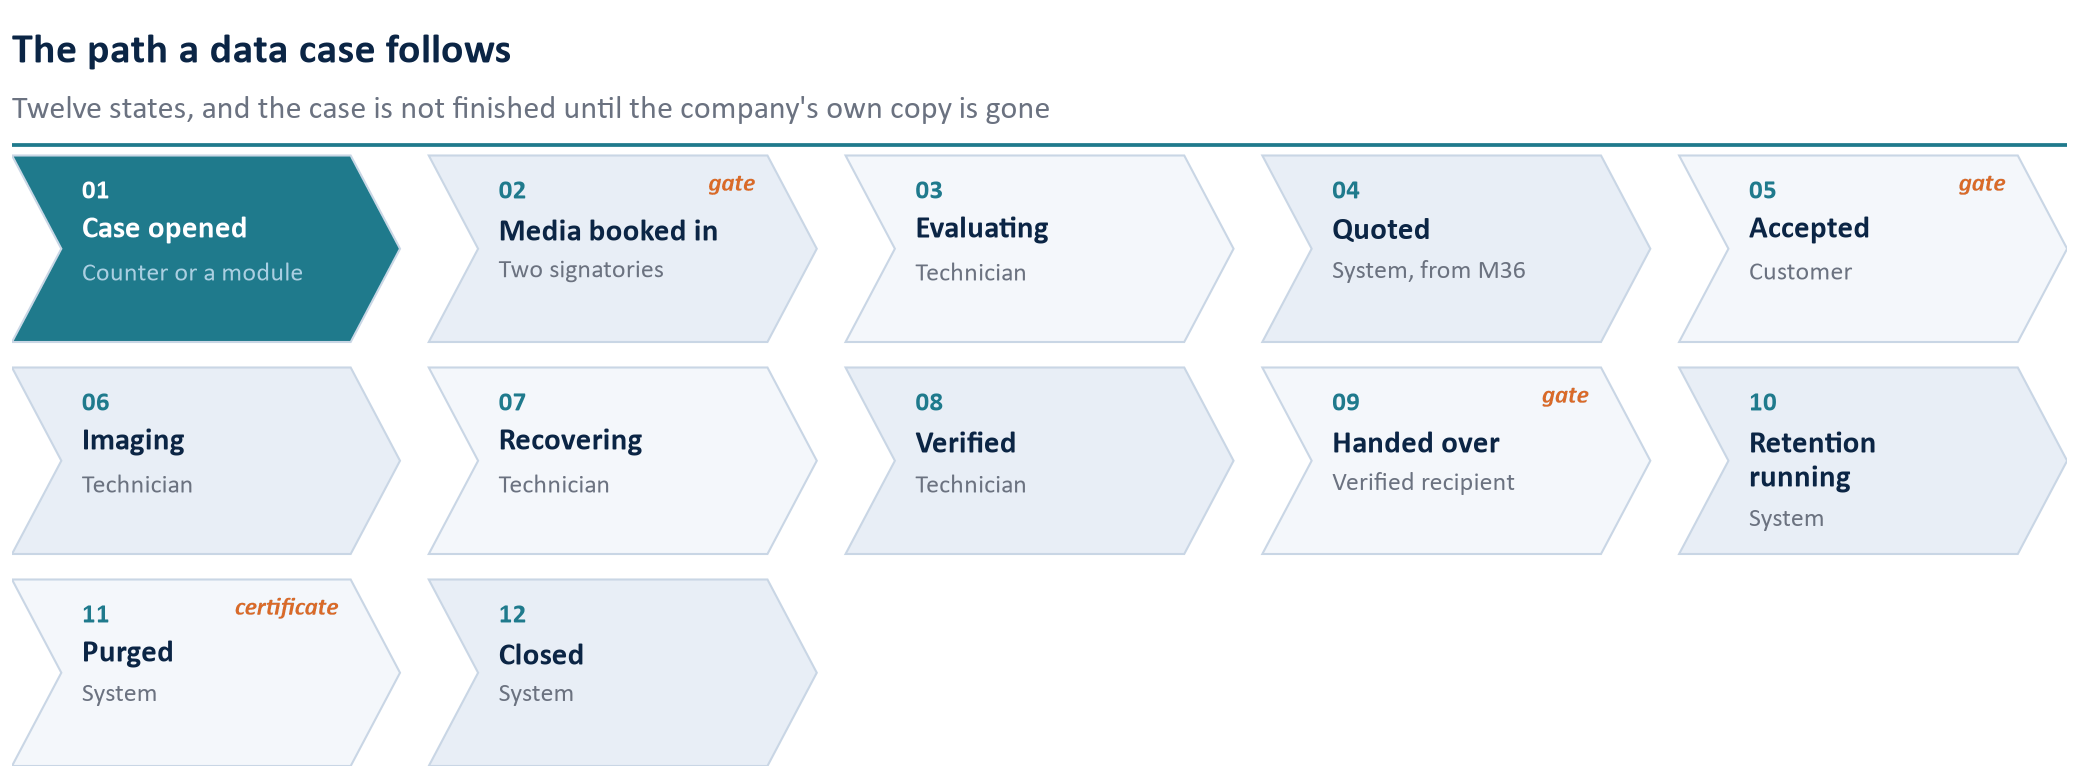 The path a data case follows
Twelve states, and the case is not finished until the company's own copy is gone
01
Case opened
Counter or a module
02
gate
Media booked in
Two signatories
03
Evaluating
Technician
04
Quoted
System, from M36
05
gate
Accepted
Customer
06
Imaging
Technician
07
Recovering
Technician
08
Verified
Technician
09
gate
Handed over
Verified recipient
10
Retention
running
System
11
certificate
Purged
System
12
Closed
System